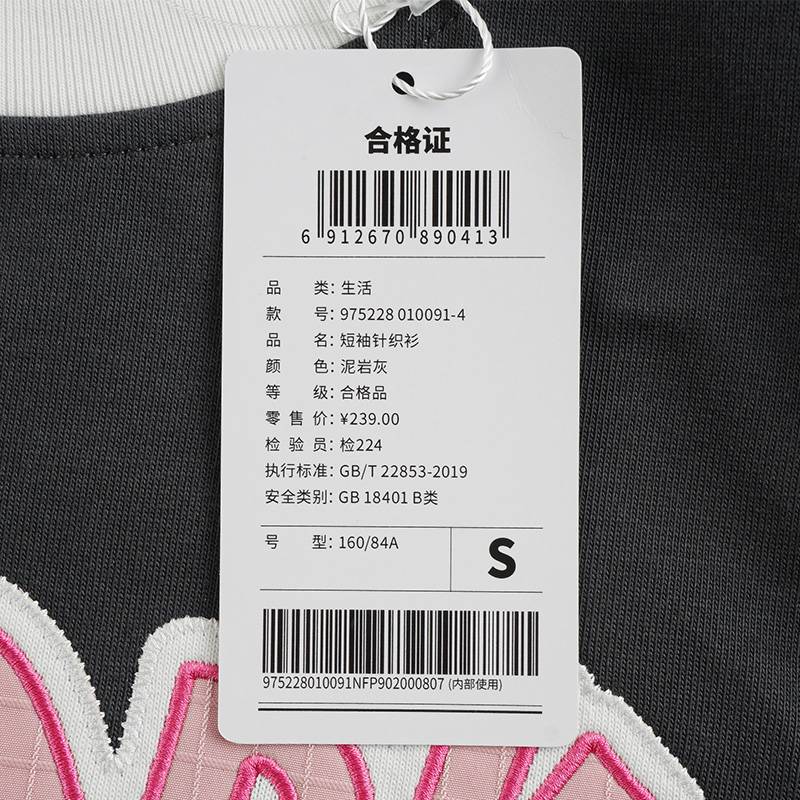 合格证
6 912670 890413
品 类：生活
款 号：975228 010091-4
品 名：短袖针织衫
颜 色：泥岩灰
等 级：合格品
零 售 价：¥239.00
检 验 员：检224
执行标准：GB/T 22853-2019
安全类别：GB 18401 B类
号 型：160/84A
S
975228010091NFP902000807 (内部使用)